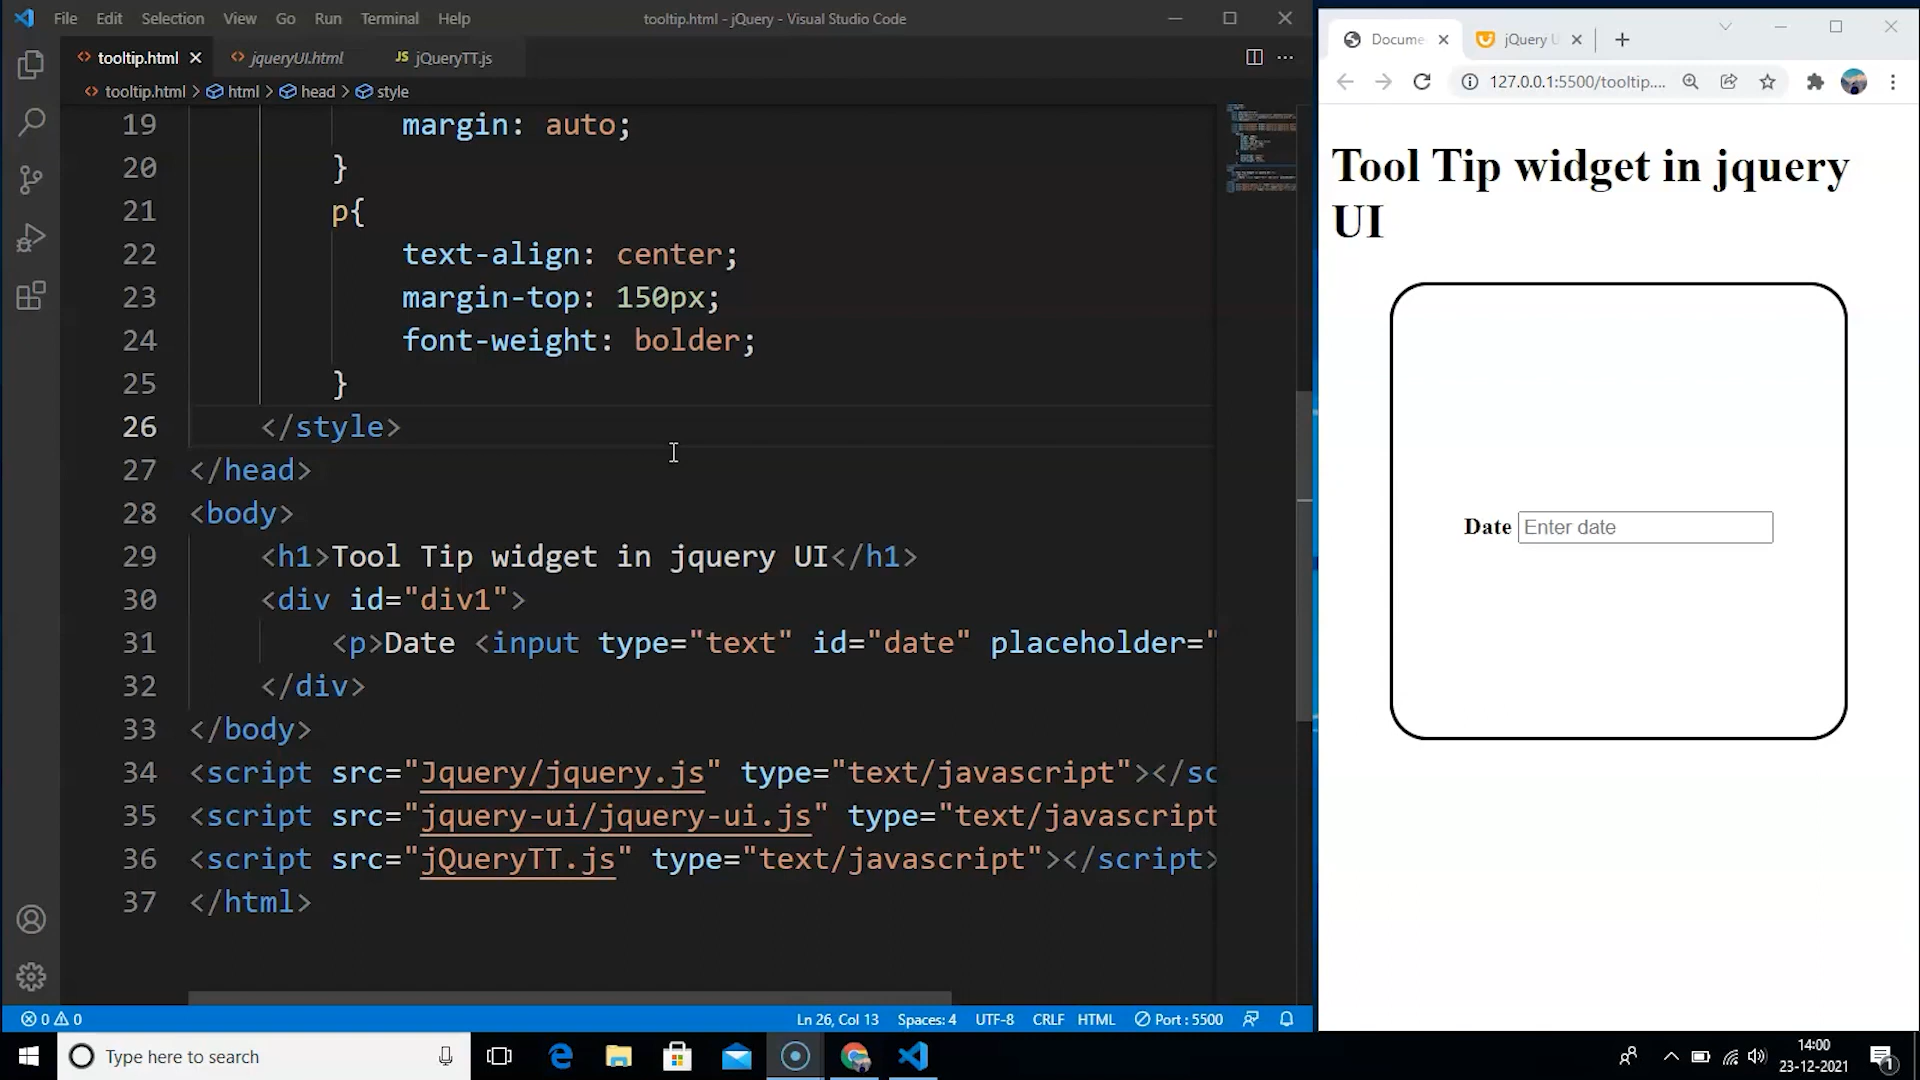 File Edit Selection View Go Run Terminal Help
tooltip.html - jQuery - Visual Studio Code
tooltip.html
jqueryUI.html
JS jQueryTT.js
tooltip.html > html > head > style
19 margin: auto;
20 }
21 p{
22 text-align: center;
23 margin-top: 150px;
24 font-weight: bolder;
25 }
26 </style>
27 </head>
28 <body>
29 <h1>Tool Tip widget in jquery UI</h1>
30 <div id="div1">
31 <p>Date <input type="text" id="date" placeholder="
32 </div>
33 </body>
34 <script src="Jquery/jquery.js" type="text/javascript"></sc
35 <script src="jquery-ui/jquery-ui.js" type="text/javascript
36 <script src="jQueryTT.js" type="text/javascript"></script>
37 </html>
0 0
Ln 26, Col 13 Spaces: 4 UTF-8 CRLF HTML Port : 5500
Docume
jQuery U
127.0.0.1:5500/tooltip....
Tool Tip widget in jquery
UI
Date Enter date
Type here to search
14:00
23-12-2021
1